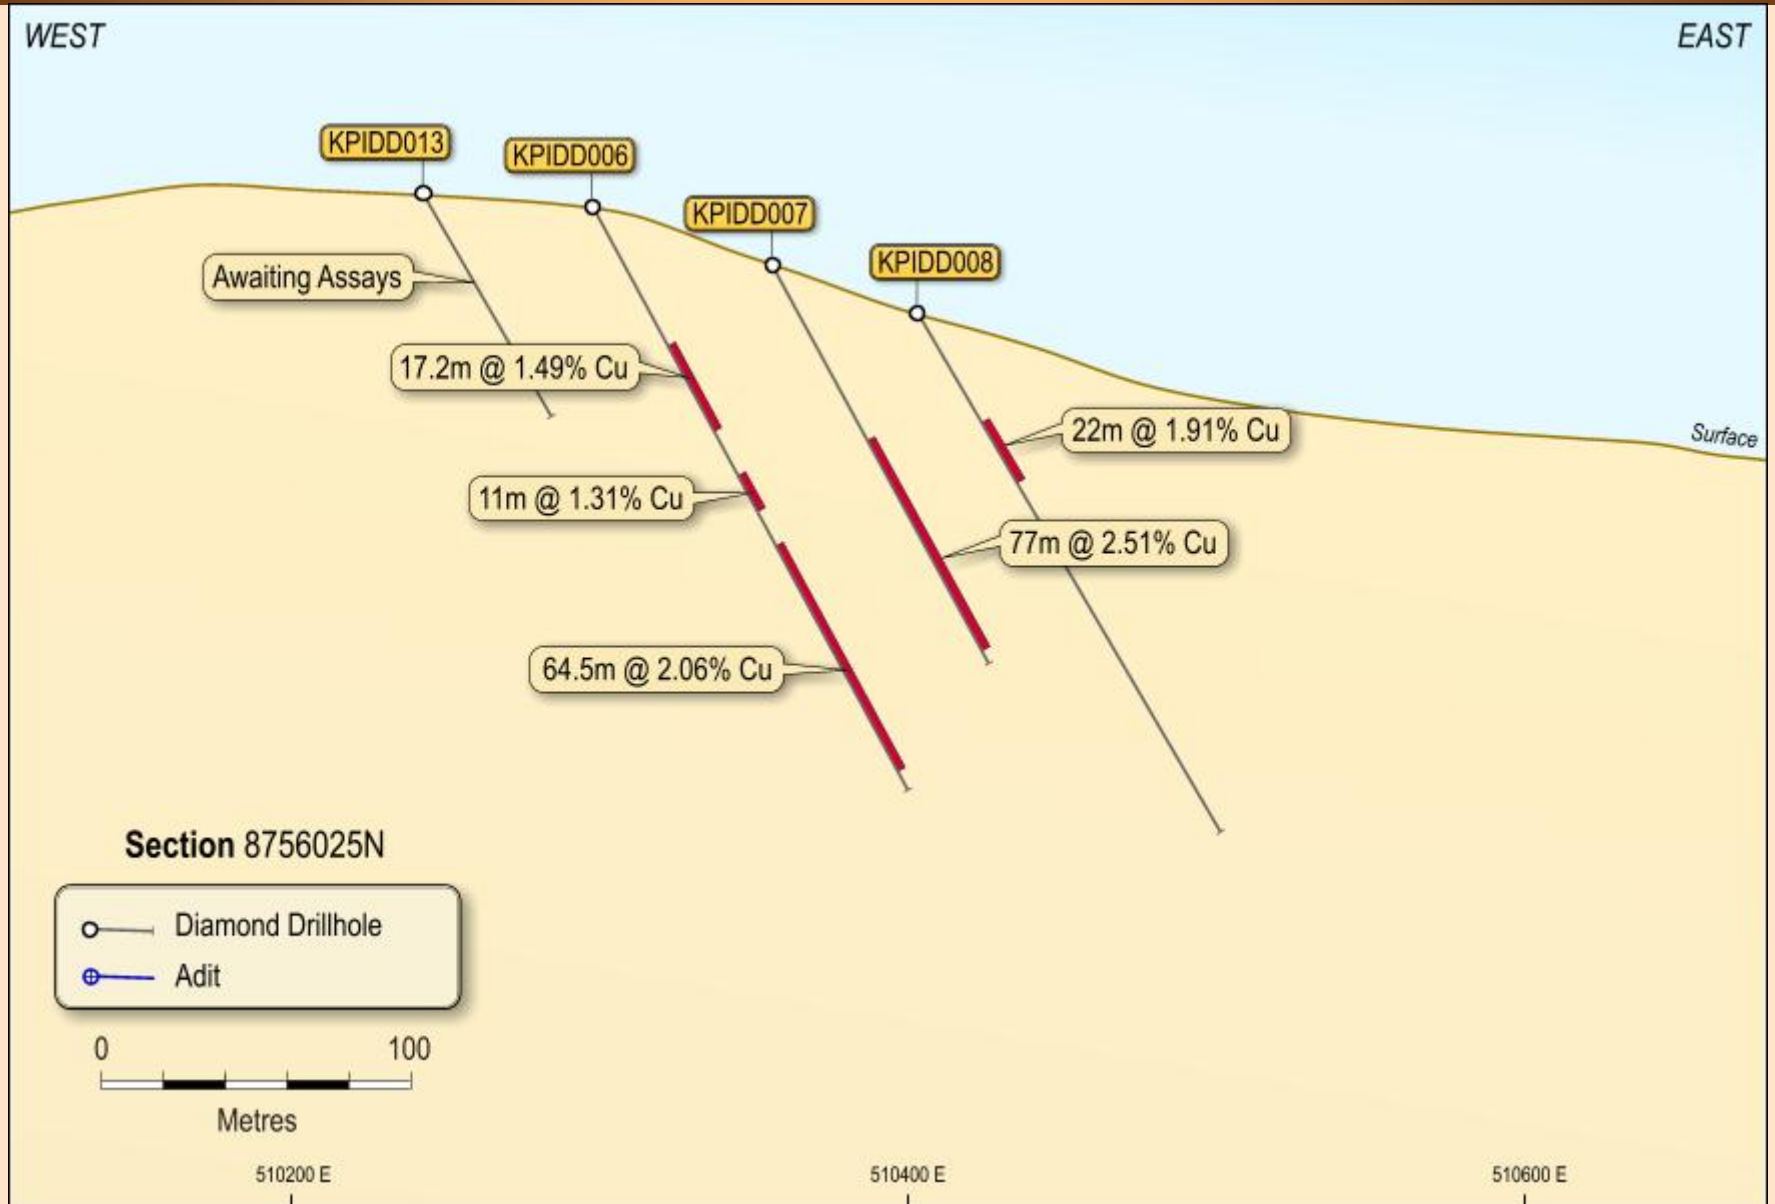 WEST
EAST
KPIDD013
KPIDD006
KPIDD007
KPIDD008
Awaiting Assays
17.2m @ 1.49% Cu
22m @ 1.91% Cu
Surface
11m @ 1.31% Cu
77m @ 2.51% Cu
64.5m @ 2.06% Cu
Section 8756025N
Diamond Drillhole
Adit
0 100
Metres
510200 E 510400 E 510600 E